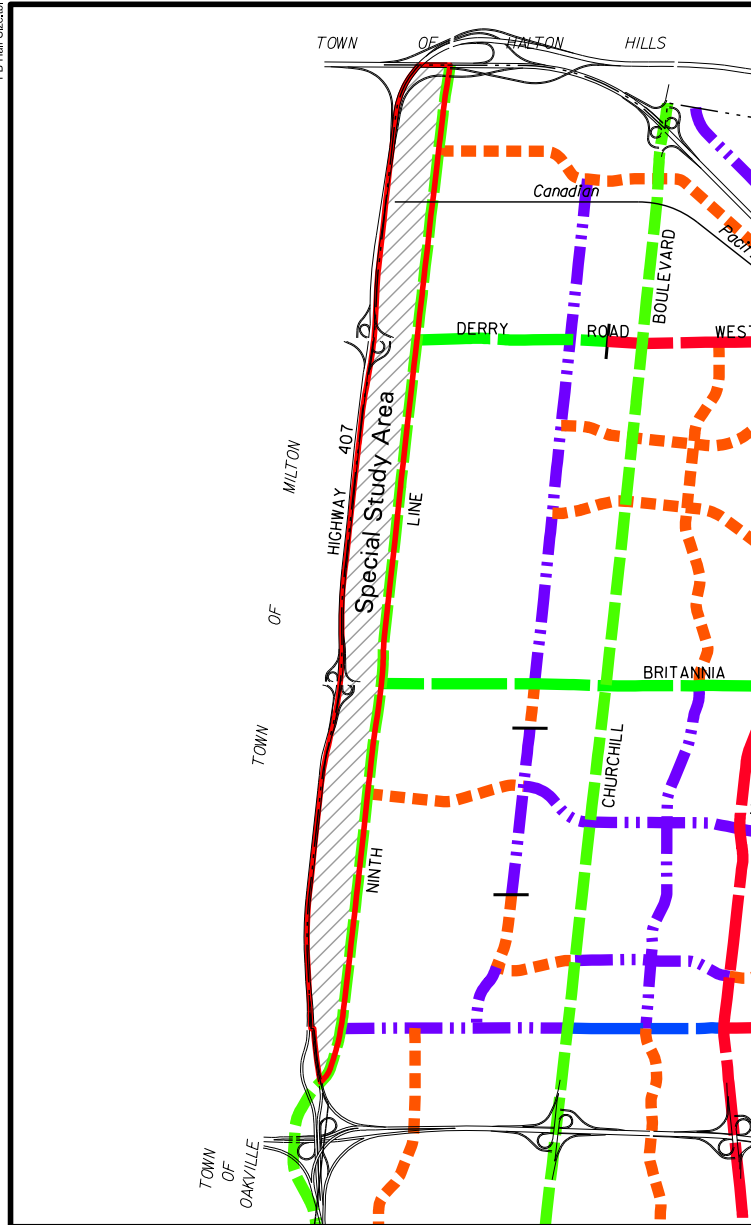 TOWN OF HALTON HILLS
Canadian
BOULEVARD
DERRY ROAD WEST
MILTON
HIGHWAY 407
Special Study Area
LINE
OF
BRITANNIA
TOWN
CHURCHILL
NINTH
TOWN
OF
OAKVILLE